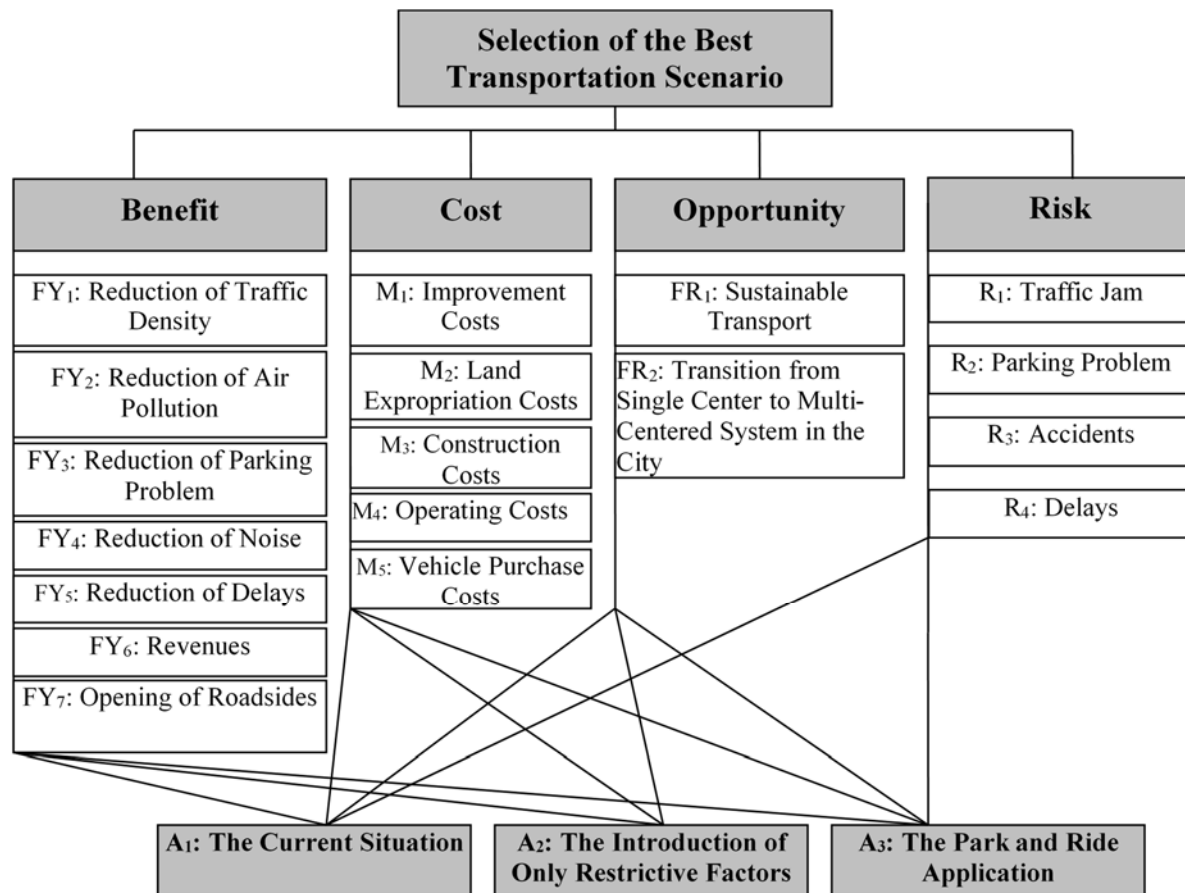 Selection of the Best
Transportation Scenario
Benefit
FY₁: Reduction of Traffic
Density
FY₂: Reduction of Air
Pollution
FY₃: Reduction of Parking
Problem
FY₄: Reduction of Noise
FY₅: Reduction of Delays
FY₆: Revenues
FY₇: Opening of Roadsides
Cost
M₁: Improvement
Costs
M₂: Land
Expropriation Costs
M₃: Construction
Costs
M₄: Operating Costs
M₅: Vehicle Purchase
Costs
Opportunity
FR₁: Sustainable
Transport
FR₂: Transition from
Single Center to Multi-
Centered System in the
City
Risk
R₁: Traffic Jam
R₂: Parking Problem
R₃: Accidents
R₄: Delays
A₁: The Current Situation
A₂: The Introduction of
Only Restrictive Factors
A₃: The Park and Ride
Application